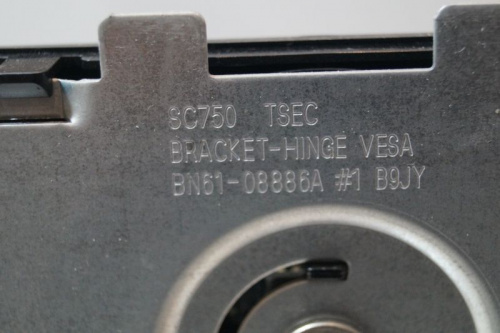 SC750 TSEC
BRACKET-HINGE VESA
BN61-08886A #1 B9JY